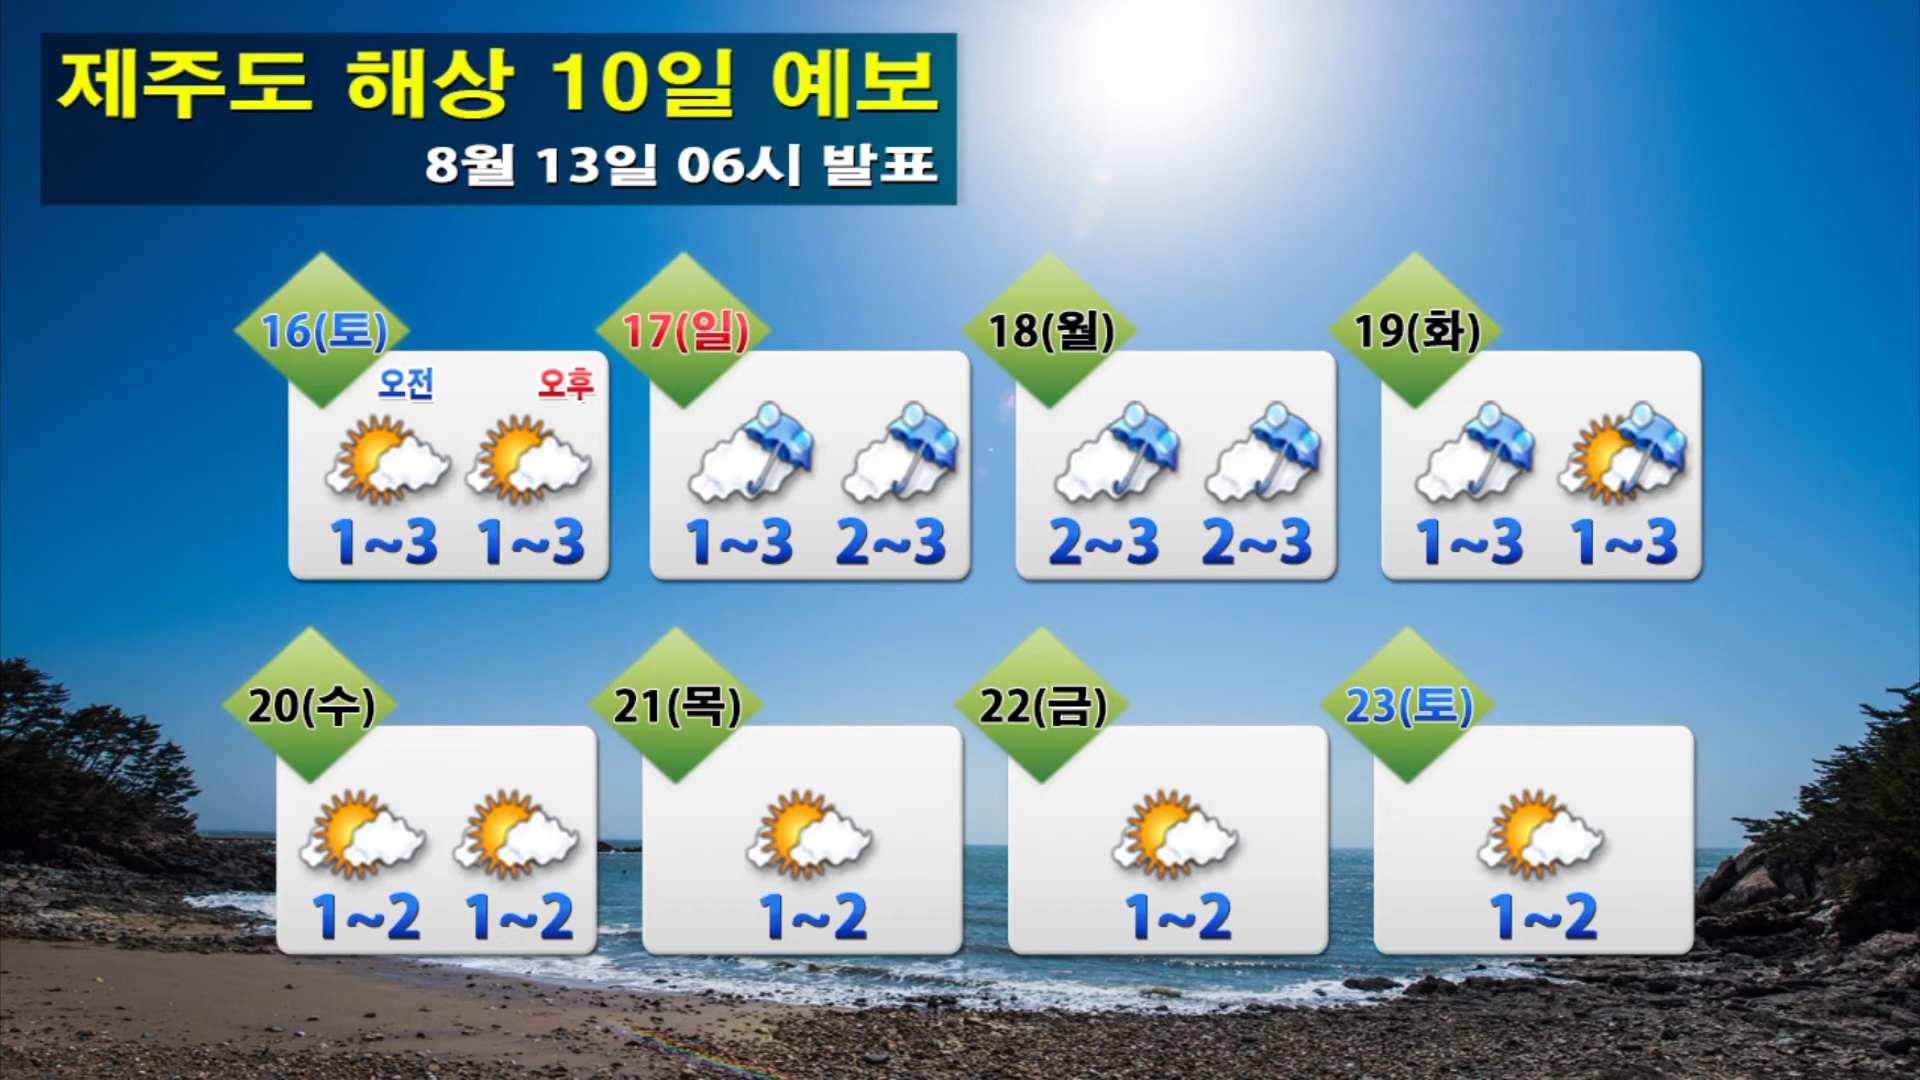 제주도 해상 10일 예보
8월 13일 06시 발표
16(토) 17(일) 18(월) 19(화)
오전 오후
1~3 1~3 1~3 2~3 2~3 2~3 1~3 1~3
20(수) 21(목) 22(금) 23(토)
1~2 1~2 1~2 1~2 1~2